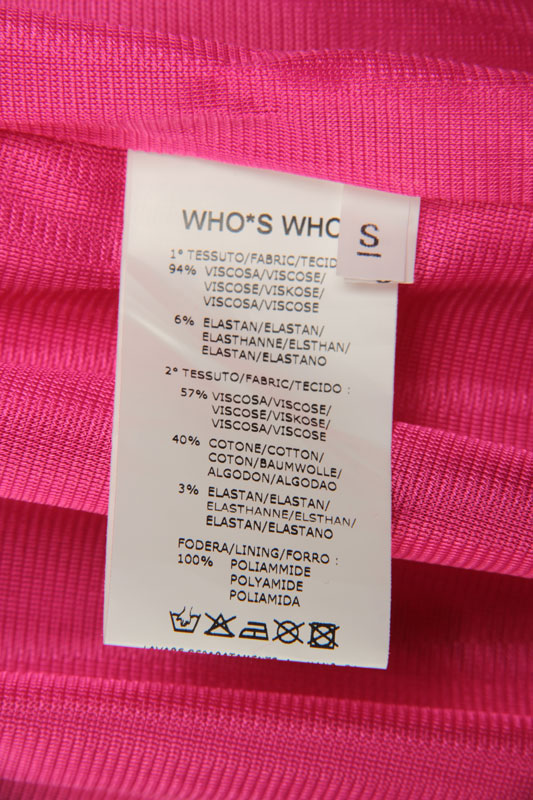 WHO*S WHO
S
1° TESSUTO/FABRIC/TECID
94% VISCOSA/VISCOSE/
VISCOSE/VISKOSE/
VISCOSA/VISCOSE
6% ELASTAN/ELASTAN/
ELASTHANNE/ELSTHAN/
ELASTAN/ELASTANO
2° TESSUTO/FABRIC/TECIDO :
57% VISCOSA/VISCOSE/
VISCOSE/VISKOSE/
VISCOSA/VISCOSE
40% COTONE/COTTON/
COTON/BAUMWOLLE/
ALGODON/ALGODAO
3% ELASTAN/ELASTAN/
ELASTHANNE/ELSTHAN/
ELASTAN/ELASTANO
FODERA/LINING/FORRO :
100% POLIAMMIDE
POLYAMIDE
POLIAMIDA